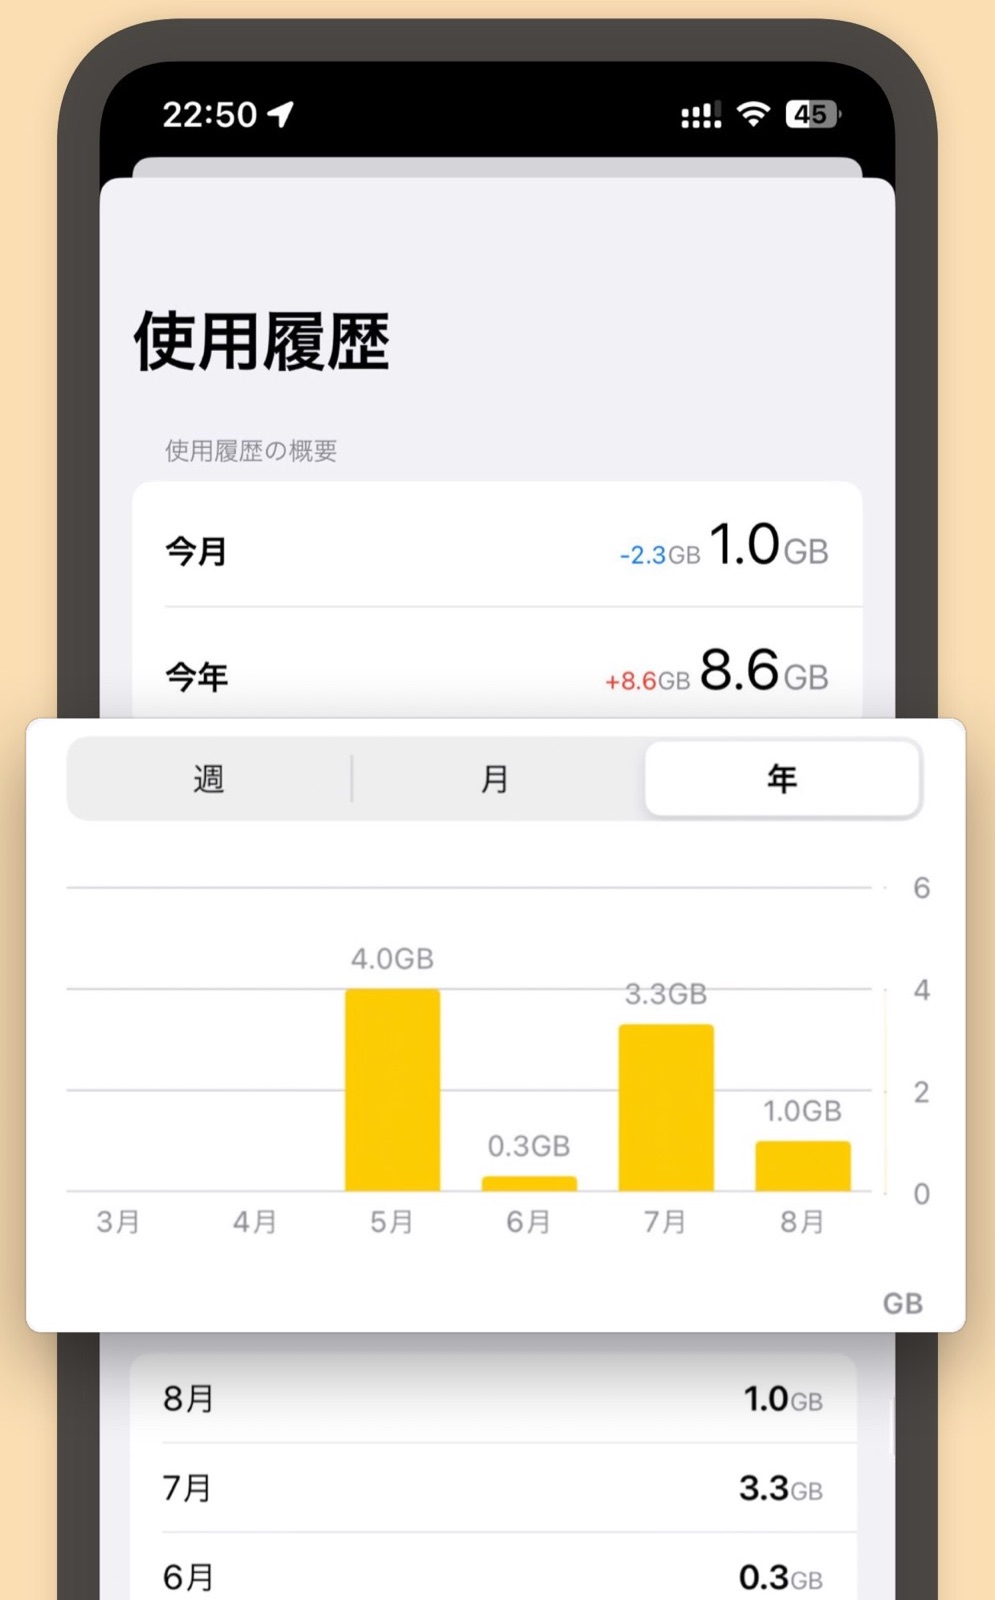 22:50 45
使用履歴
使用履歴の概要
今月 -2.3GB 1.0GB
今年 +8.6GB 8.6GB
週 月 年
6
4.0GB
4
3.3GB
2
1.0GB
0.3GB
0
3月 4月 5月 6月 7月 8月
GB
8月 1.0GB
7月 3.3GB
6月 0.3GB